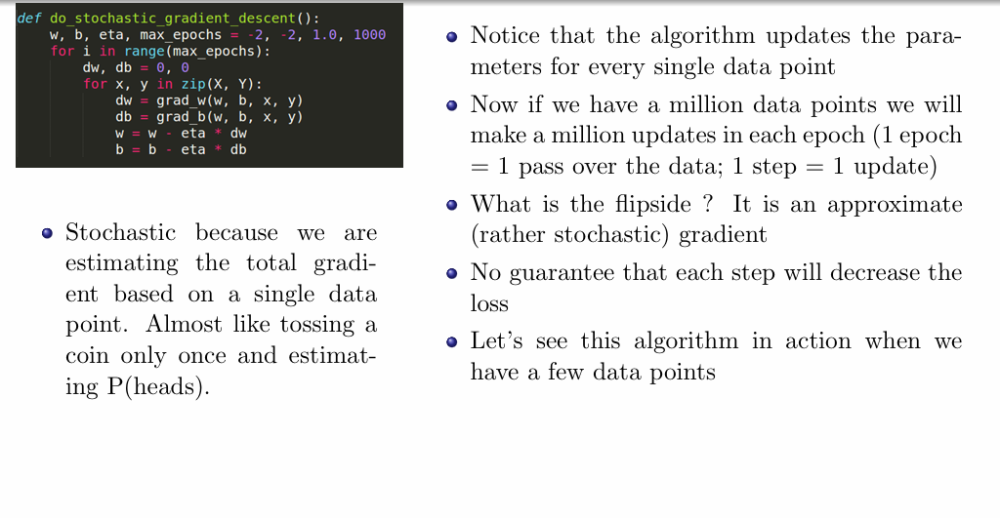 def do_stochastic_gradient_descent():
    w, b, eta, max_epochs = -2, -2, 1.0, 1000
    for i in range(max_epochs):
        dw, db = 0, 0
        for x, y in zip(X, Y):
            dw = grad_w(w, b, x, y)
            db = grad_b(w, b, x, y)
            w = w - eta * dw
            b = b - eta * db
Stochastic because we are
estimating the total gradi-
ent based on a single data
point. Almost like tossing a
coin only once and estimat-
ing P(heads).
Notice that the algorithm updates the para-
meters for every single data point
Now if we have a million data points we will
make a million updates in each epoch (1 epoch
= 1 pass over the data; 1 step = 1 update)
What is the flipside ? It is an approximate
(rather stochastic) gradient
No guarantee that each step will decrease the
loss
Let's see this algorithm in action when we
have a few data points